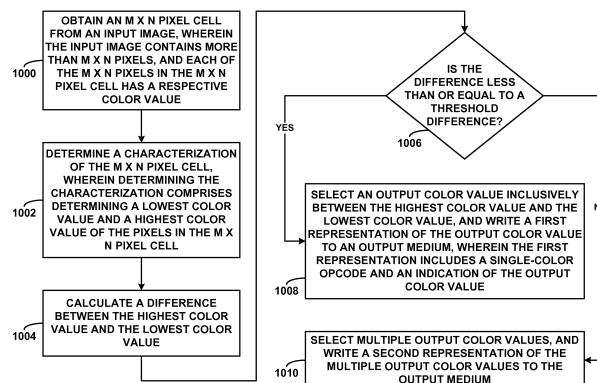 OBTAIN AN M X N PIXEL CELL
FROM AN INPUT IMAGE, WHEREIN
THE INPUT IMAGE CONTAINS MORE
THAN M X N PIXELS, AND EACH OF
THE M X N PIXELS IN THE M X N
PIXEL CELL HAS A RESPECTIVE
COLOR VALUE
1000
DETERMINE A CHARACTERIZATION
OF THE M X N PIXEL CELL,
WHEREIN DETERMINING THE
CHARACTERIZATION COMPRISES
DETERMINING A LOWEST COLOR
VALUE AND A HIGHEST COLOR
VALUE OF THE PIXELS IN THE M X
N PIXEL CELL
1002
CALCULATE A DIFFERENCE
BETWEEN THE HIGHEST COLOR
VALUE AND THE LOWEST COLOR
VALUE
1004
IS THE
DIFFERENCE LESS
THAN OR EQUAL TO A
THRESHOLD
DIFFERENCE?
1006
YES
SELECT AN OUTPUT COLOR VALUE INCLUSIVELY
BETWEEN THE HIGHEST COLOR VALUE AND THE
LOWEST COLOR VALUE, AND WRITE A FIRST
REPRESENTATION OF THE OUTPUT COLOR VALUE
TO AN OUTPUT MEDIUM, WHEREIN THE FIRST
REPRESENTATION INCLUDES A SINGLE-COLOR
OPCODE AND AN INDICATION OF THE OUTPUT
COLOR VALUE
1008
SELECT MULTIPLE OUTPUT COLOR VALUES, AND
WRITE A SECOND REPRESENTATION OF THE
MULTIPLE OUTPUT COLOR VALUES TO THE
OUTPUT MEDIUM
1010